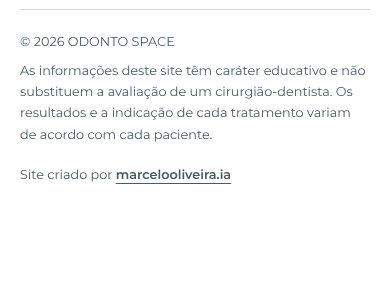 © 2026 ODONTO SPACE
As informações deste site têm caráter educativo e não
substituem a avaliação de um cirurgião-dentista. Os
resultados e a indicação de cada tratamento variam
de acordo com cada paciente.
Site criado por marcelooliveira.ia